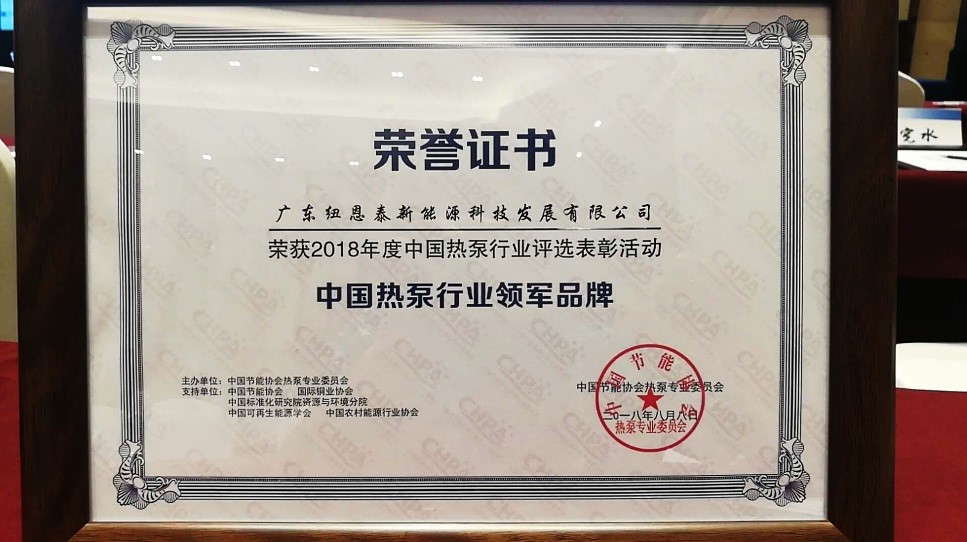 荣誉证书
广东纽恩泰新能源科技发展有限公司
荣获2018年度中国热泵行业评选表彰活动
中国热泵行业领军品牌
主办单位：中国节能协会热泵专业委员会
支持单位：中国节能协会 国际铜业协会
中国标准化研究院资源与环境分院
中国可再生能源学会 中国农村能源行业协会
中国节能协会热泵专业委员会
二〇一八年八月八日
中国节能协会
热泵专业委员会
CHPA